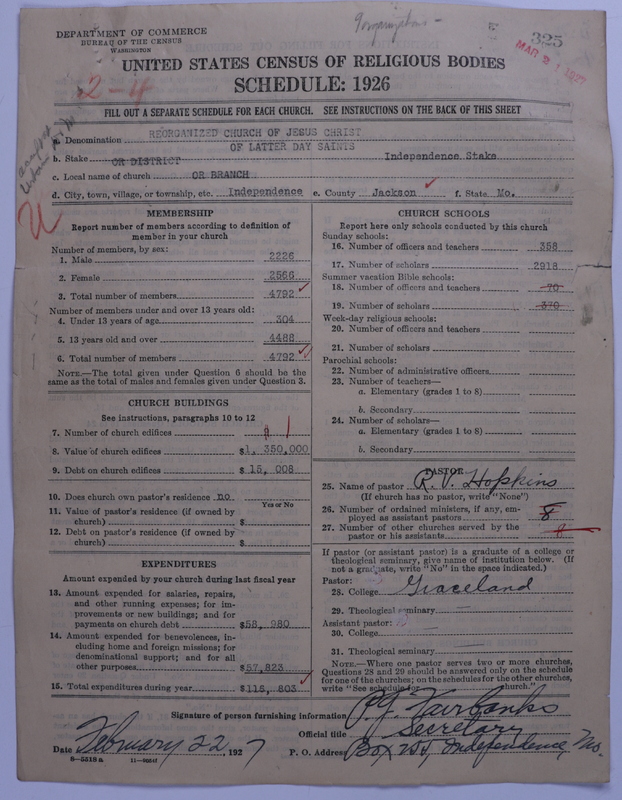 DEPARTMENT OF COMMERCE
BUREAU OF THE CENSUS
WASHINGTON
325
MAR 2 1927
UNITED STATES CENSUS OF RELIGIOUS BODIES
2-4
SCHEDULE: 1926
FILL OUT A SEPARATE SCHEDULE FOR EACH CHURCH. SEE INSTRUCTIONS ON THE BACK OF THIS SHEET
a. Denomination REORGANIZED CHURCH OF JESUS CHRIST
OF LATTER DAY SAINTS
b. Stake OR DISTRICT Independence Stake
c. Local name of church OR BRANCH
d. City, town, village, or township, etc. Independence e. County Jackson f. State Mo.
MEMBERSHIP
Report number of members according to definition of
member in your church
Number of members, by sex:
1. Male 2226
2. Female 2566
3. Total number of members 4792
Number of members under and over 13 years old:
4. Under 13 years of age 304
5. 13 years old and over 4488
6. Total number of members 4792
NOTE.—The total given under Question 6 should be
the same as the total of males and females given under Question 3.
CHURCH BUILDINGS
See instructions, paragraphs 10 to 12
7. Number of church edifices 1
8. Value of church edifices $1, 350,000
9. Debt on church edifices $15, 008
10. Does church own pastor's residence no
Yes or No
11. Value of pastor's residence (if owned by
church) $
12. Debt on pastor's residence (if owned by
church) $
EXPENDITURES
Amount expended by your church during last fiscal year
13. Amount expended for salaries, repairs,
and other running expenses; for im-
provements or new buildings; and for
payments on church debt $58, 980
14. Amount expended for benevolences, in-
cluding home and foreign missions; for
denominational support; and for all
other purposes $57,823
15. Total expenditures during year $116, 803
CHURCH SCHOOLS
Report here only schools conducted by this church
Sunday schools:
16. Number of officers and teachers 358
17. Number of scholars 2918
Summer vacation Bible schools:
18. Number of officers and teachers 70
19. Number of scholars 370
Week-day religious schools:
20. Number of officers and teachers
21. Number of scholars
Parochial schools:
22. Number of administrative officers
23. Number of teachers—
a. Elementary (grades 1 to 8)
b. Secondary
24. Number of scholars—
a. Elementary (grades 1 to 8)
b. Secondary
PASTOR
25. Name of pastor R. V. Hopkins
(If church has no pastor, write "None")
26. Number of ordained ministers, if any, em-
ployed as assistant pastors 8
27. Number of other churches served by the
pastor or his assistants
If pastor (or assistant pastor) is a graduate of a college or
theological seminary, give name of institution below. (If
not a graduate, write "No" in the space indicated.)
Pastor:
28. College Graceland
29. Theological seminary —
Assistant pastor:
30. College —
31. Theological seminary —
NOTE.—Where one pastor serves two or more churches,
Questions 28 and 29 should be answered only on the schedule
for one of the churches; on the schedules for the other churches,
write "See schedule for church."
Signature of person furnishing information P.G. Fairbanks
Official title Secretary
Date February 22, 1927 P. O. Address Box 255, Independence, Mo.
8-5518a 11-86247